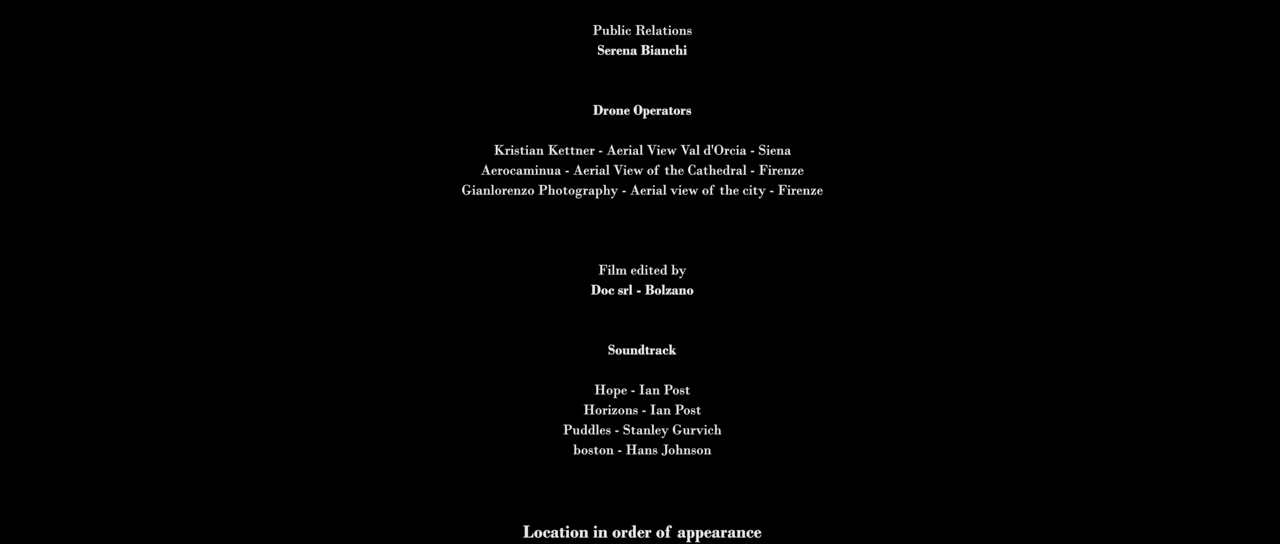 Public Relations
Serena Bianchi
Drone Operators
Kristian Kettner - Aerial View Val d'Orcia - Siena
Aerocaminua - Aerial View of the Cathedral - Firenze
Gianlorenzo Photography - Aerial view of the city - Firenze
Film edited by
Doc srl - Bolzano
Soundtrack
Hope - Ian Post
Horizons - Ian Post
Puddles - Stanley Gurvich
boston - Hans Johnson
Location in order of appearance